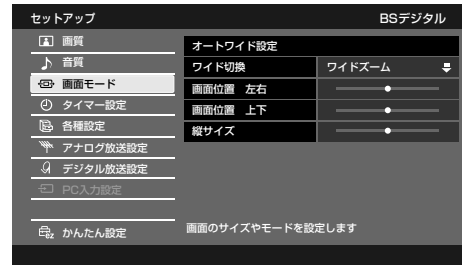 セットアップ
BSデジタル
画質
音質
画面モード
タイマー設定
各種設定
アナログ放送設定
デジタル放送設定
PC入力設定
かんたん設定
オートワイド設定
ワイド切換 ワイドズーム
画面位置 左右
画面位置 上下
縦サイズ
画面のサイズやモードを設定します